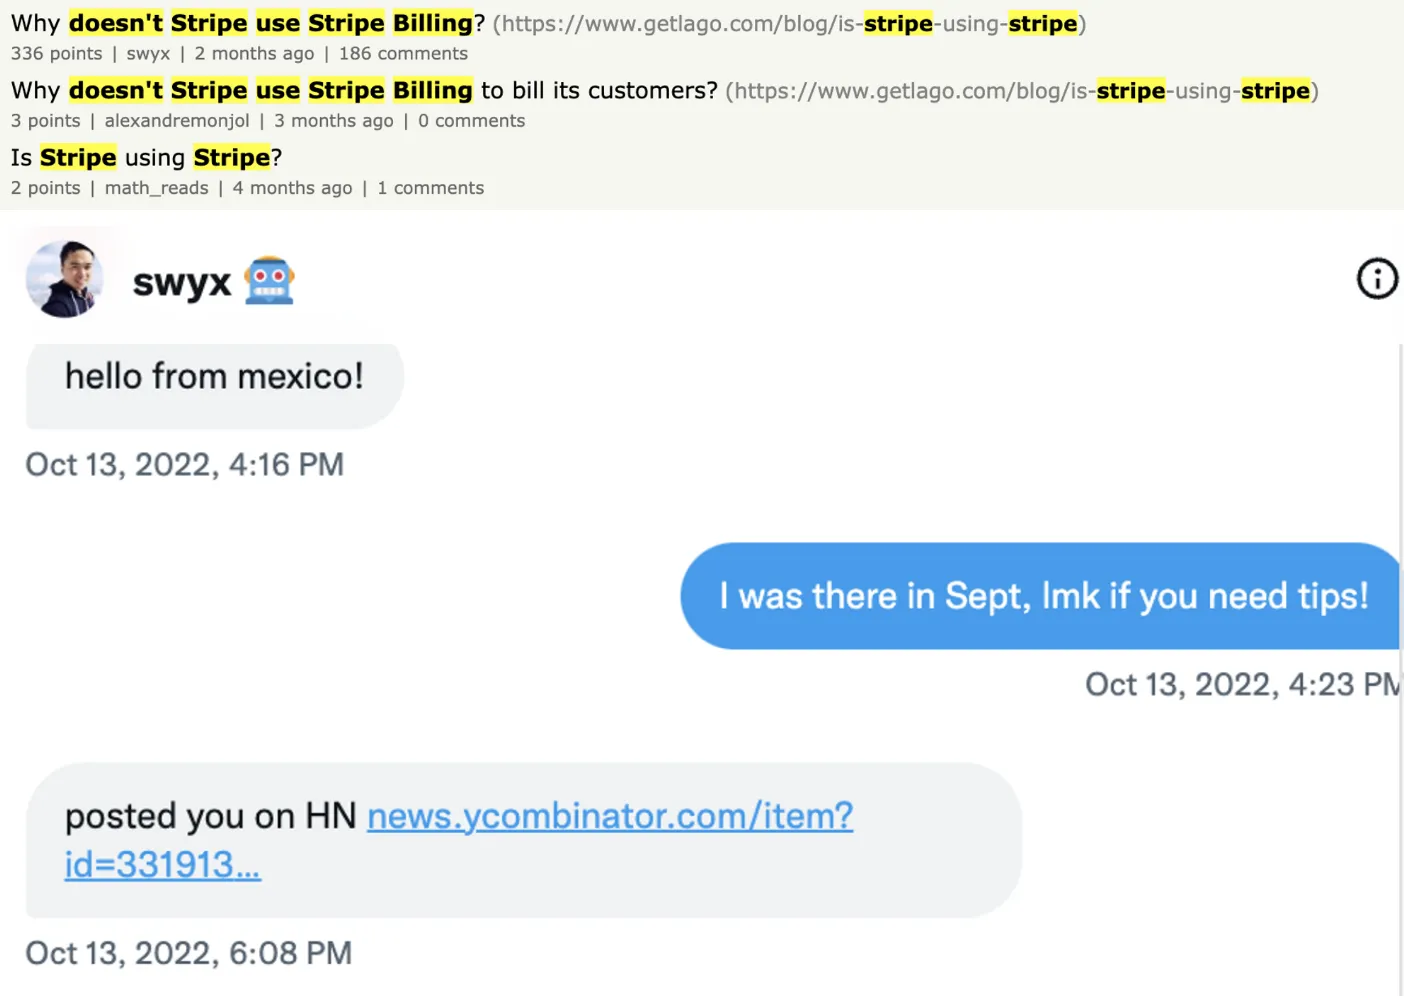 Why doesn't Stripe use Stripe Billing? (https://www.getlago.com/blog/is-stripe-using-stripe)
336 points | swyx | 2 months ago | 186 comments
Why doesn't Stripe use Stripe Billing to bill its customers? (https://www.getlago.com/blog/is-stripe-using-stripe)
3 points | alexandremonjol | 3 months ago | 0 comments
Is Stripe using Stripe?
2 points | math_reads | 4 months ago | 1 comments
swyx 🤖
hello from mexico!
Oct 13, 2022, 4:16 PM
I was there in Sept, lmk if you need tips!
Oct 13, 2022, 4:23 PM
posted you on HN news.ycombinator.com/item?
id=331913...
Oct 13, 2022, 6:08 PM